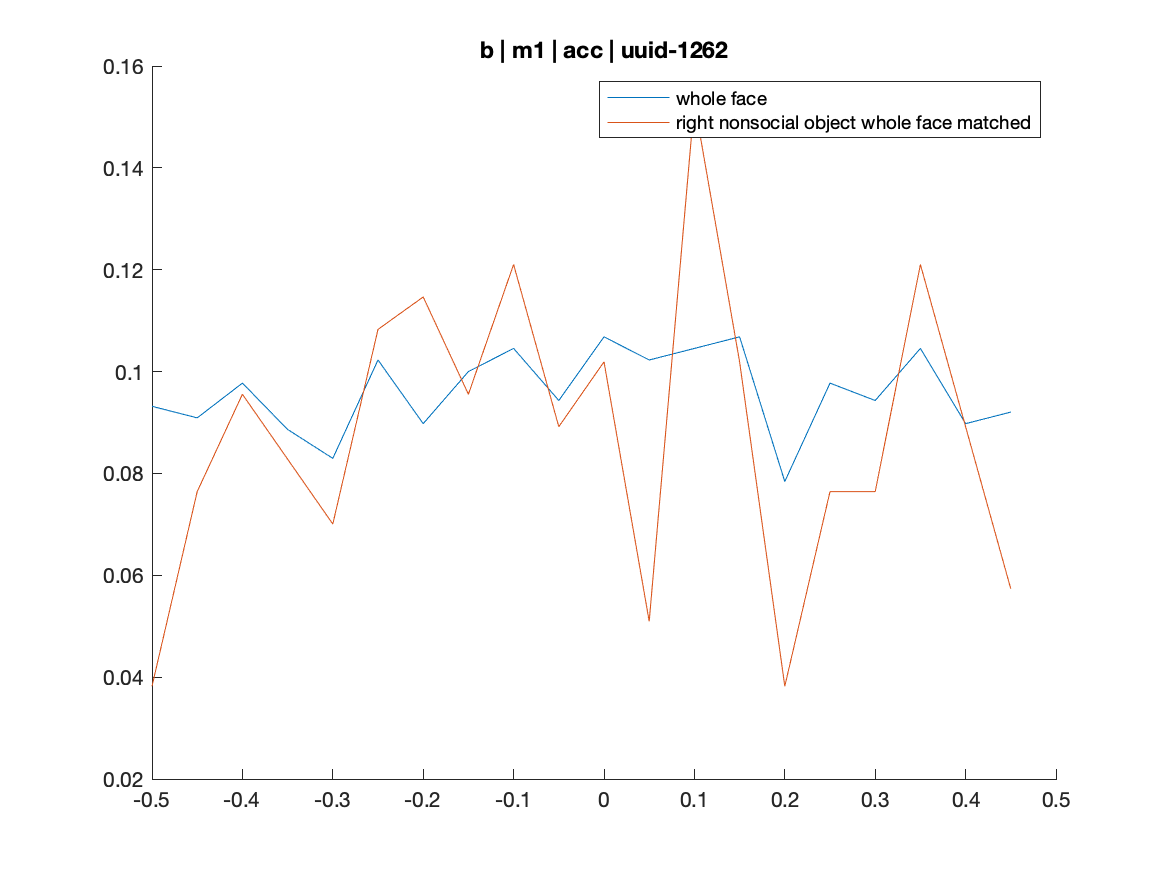 b | m1 | acc | uuid-1262
0.16
whole face
right nonsocial object whole face matched
0.14
0.12
0.1
0.08
0.06
0.04
0.02
-0.5 -0.4 -0.3 -0.2 -0.1 0 0.1 0.2 0.3 0.4 0.5